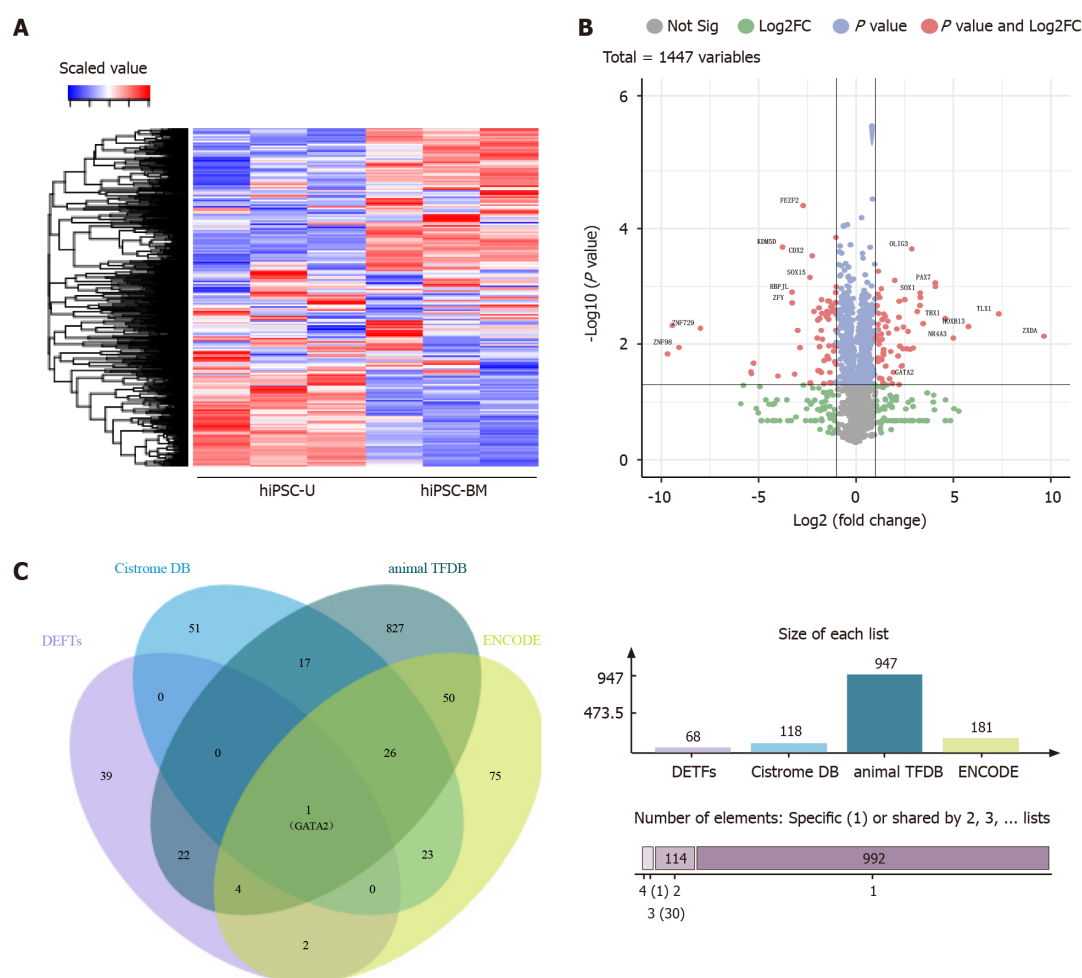 A
Scaled value
hiPSC-U
hiPSC-BM
B
Not Sig
Log2FC
P value
P value and Log2FC
Total = 1447 variables
6
4
2
0
-Log10 (P value)
FEZF2
KDM5D
CDX2
OLIG3
SOX15
PAX7
RBPJL
SOX1
ZFY
TBX1
TLX1
ZNF729
HOXB13
NR4A3
ZXDA
ZNF98
GATA2
-10
-5
0
5
10
Log2 (fold change)
C
Cistrome DB
animal TFDB
DEFTs
ENCODE
51
827
17
0
50
0
26
39
75
1
(GATA2)
22
23
4
0
2
Size of each list
947
473.5
68
118
947
181
DETFs
Cistrome DB
animal TFDB
ENCODE
Number of elements: Specific (1) or shared by 2, 3, ... lists
114
992
4 (1) 2
1
3 (30)